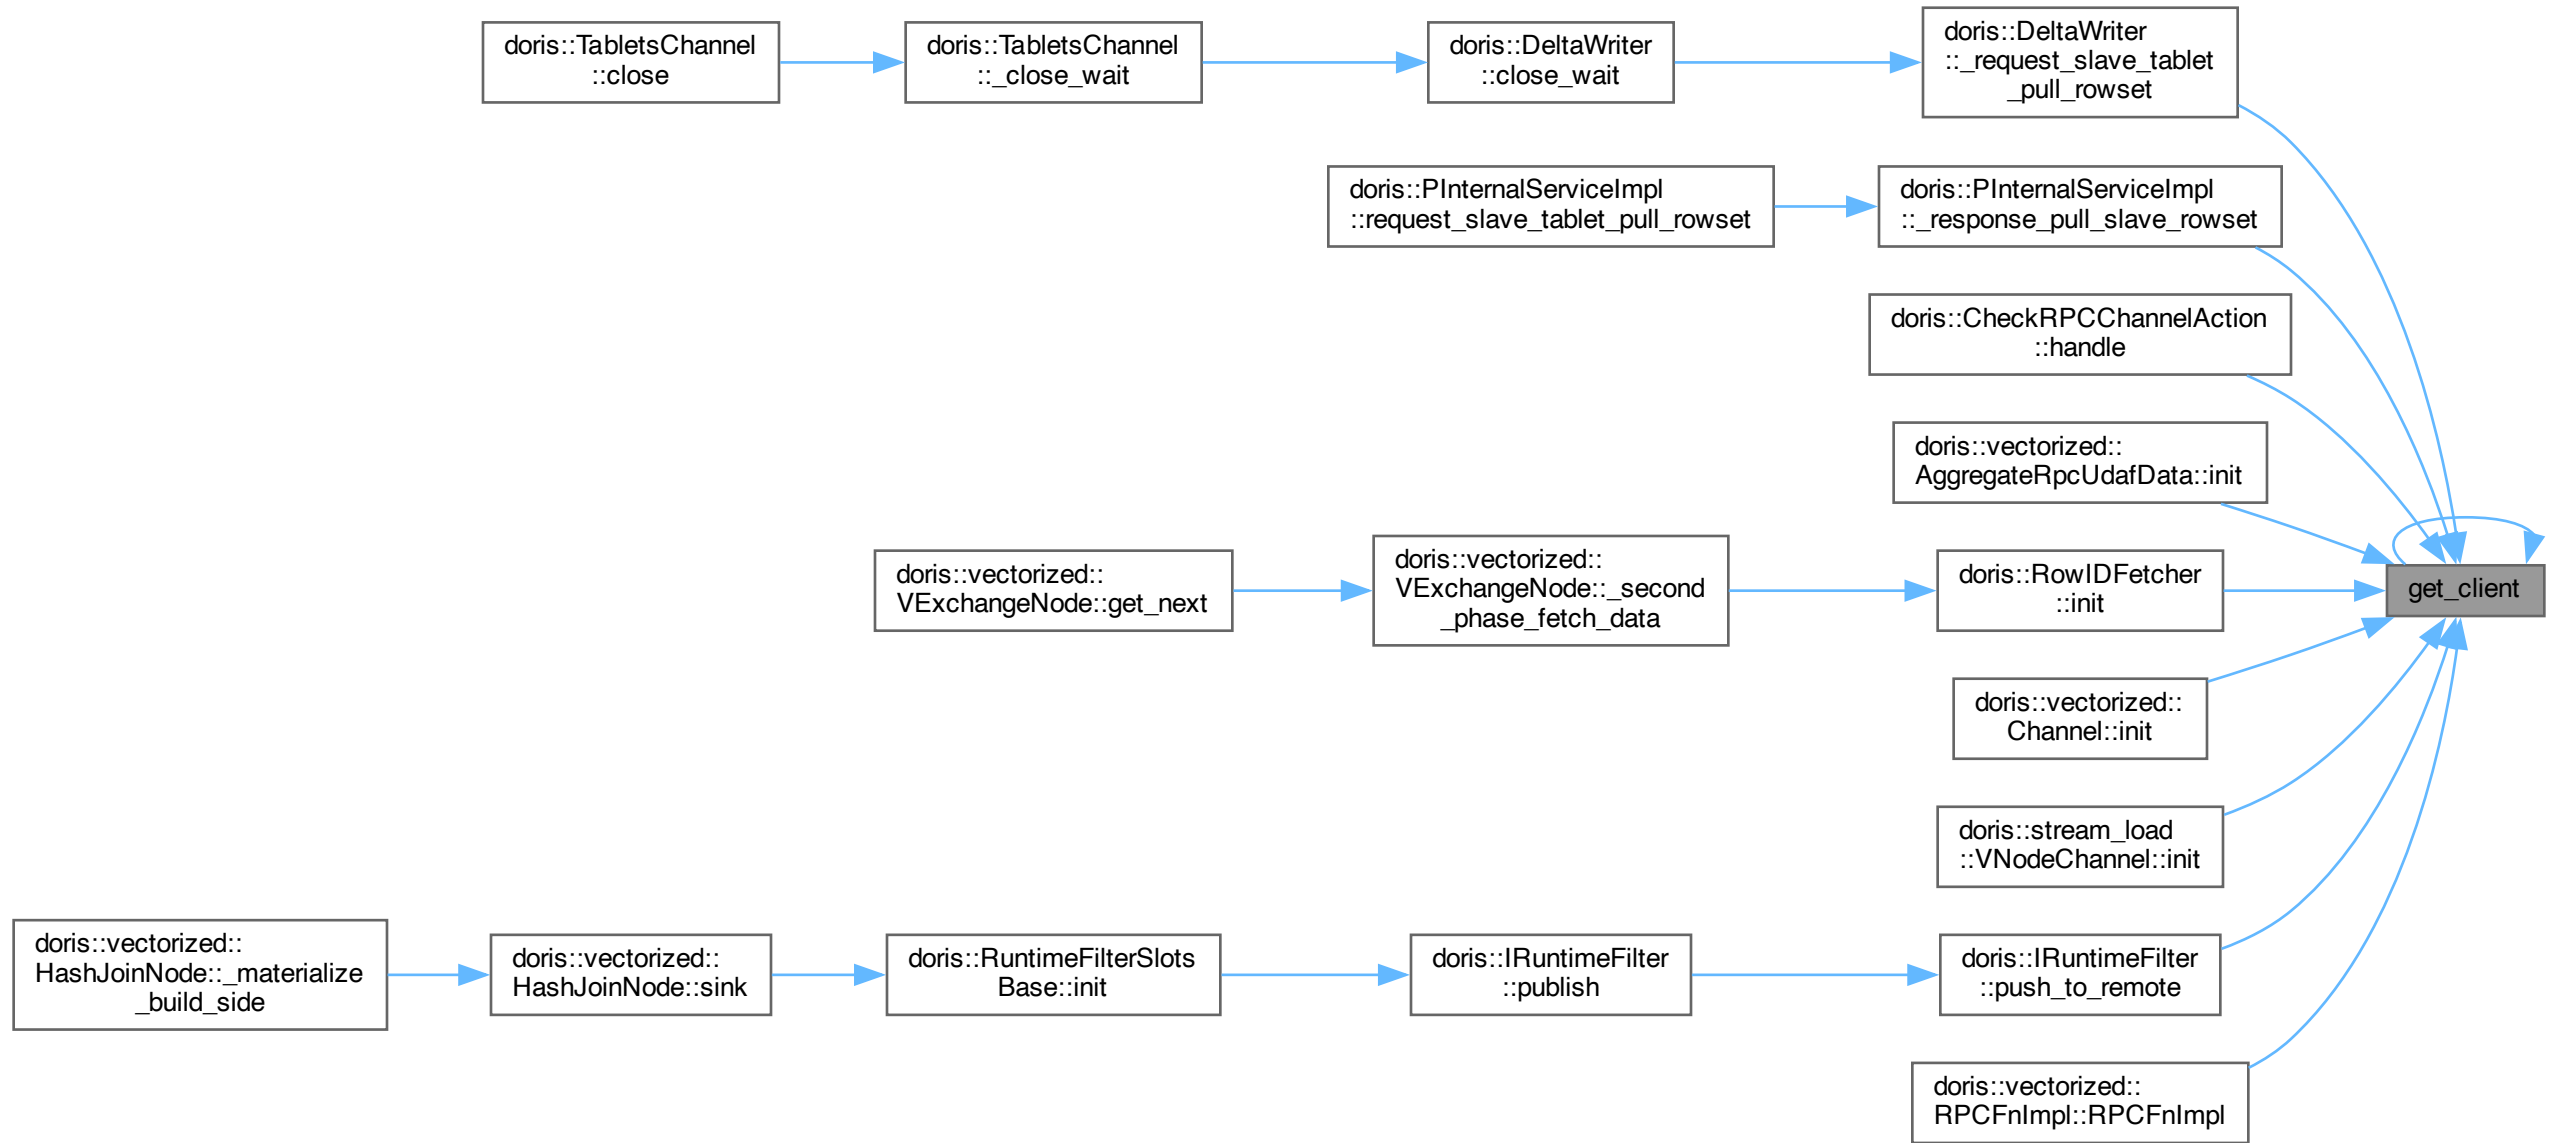 doris::TabletsChannel
::close
doris::TabletsChannel
::_close_wait
doris::DeltaWriter
::close_wait
doris::DeltaWriter
::_request_slave_tablet
_pull_rowset
doris::PInternalServiceImpl
::request_slave_tablet_pull_rowset
doris::PInternalServiceImpl
::_response_pull_slave_rowset
doris::CheckRPCChannelAction
::handle
doris::vectorized::
AggregateRpcUdafData::init
doris::vectorized::
VExchangeNode::get_next
doris::vectorized::
VExchangeNode::_second
_phase_fetch_data
doris::RowIDFetcher
::init
get_client
doris::vectorized::
Channel::init
doris::stream_load
::VNodeChannel::init
doris::vectorized::
HashJoinNode::_materialize
_build_side
doris::vectorized::
HashJoinNode::sink
doris::RuntimeFilterSlots
Base::init
doris::IRuntimeFilter
::publish
doris::IRuntimeFilter
::push_to_remote
doris::vectorized::
RPCFnImpl::RPCFnImpl